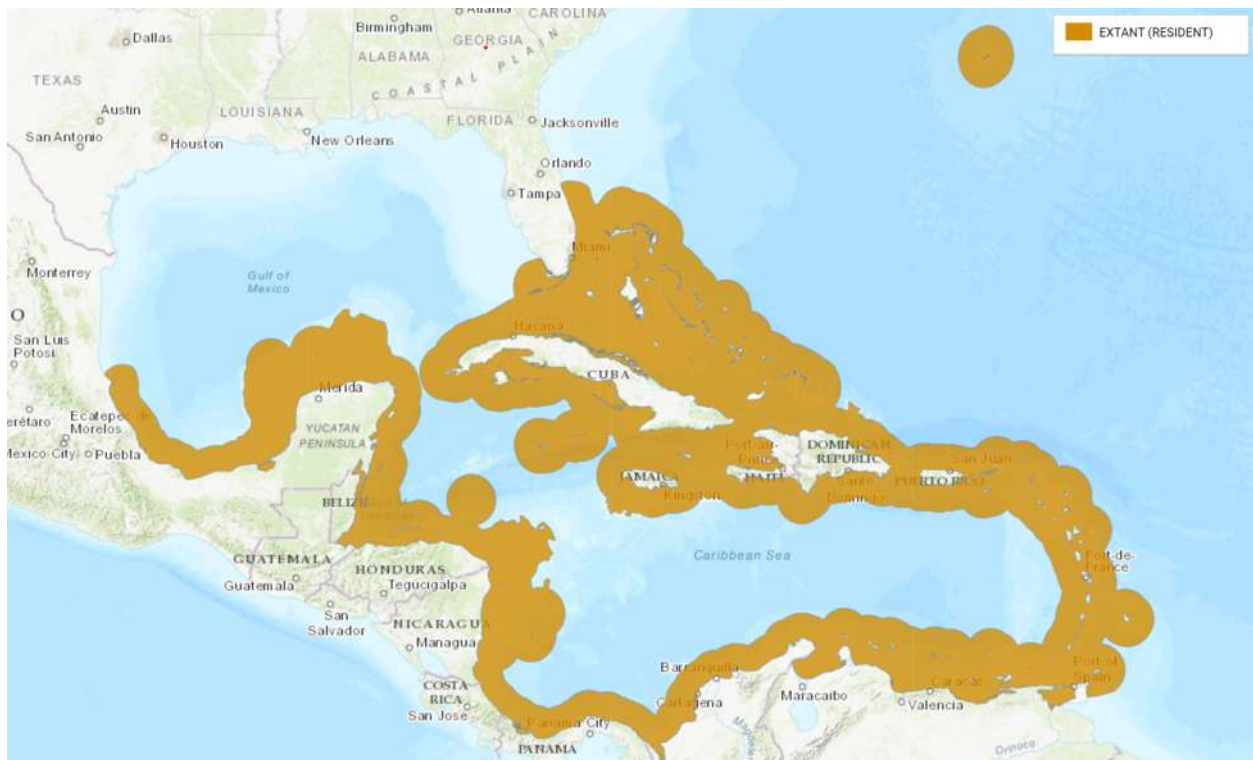 Atlanta
CAROLINA
Birmingham
EXTANT (RESIDENT)
Dallas
GEORGIA
ALABAMA
COASTAL PLAIN
TEXAS
Austin
LOUISIANA
FLORIDA
Jacksonville
San Antonio
Houston
New Orleans
Orlando
Tampa
Miami
Monterrey
Gulf of
Mexico
O
San Luis
Potosi
Havana
CUBA
Merida
Ecatepec de
Morelos
erétaro
Mexico City
Puebla
YUCATAN
PENINSULA
Port-au-
Prince
DOMINICAN
REPUBLIC
San Juan
JAMAICA
HAITI
PUERTO RICO
Kingston
Santo
Domingo
BELIZE
GUATEMALA
HONDURAS
Caribbean Sea
Fort-de-
France
Guatemala
Tegucigalpa
San
Salvador
NICARAGUA
Managua
Barranquilla
Port of
Spain
COSTA
RICA
Cartagena
Maracaibo
Caracas
Valencia
San Jose
Panama City
PANAMA
Orinoco